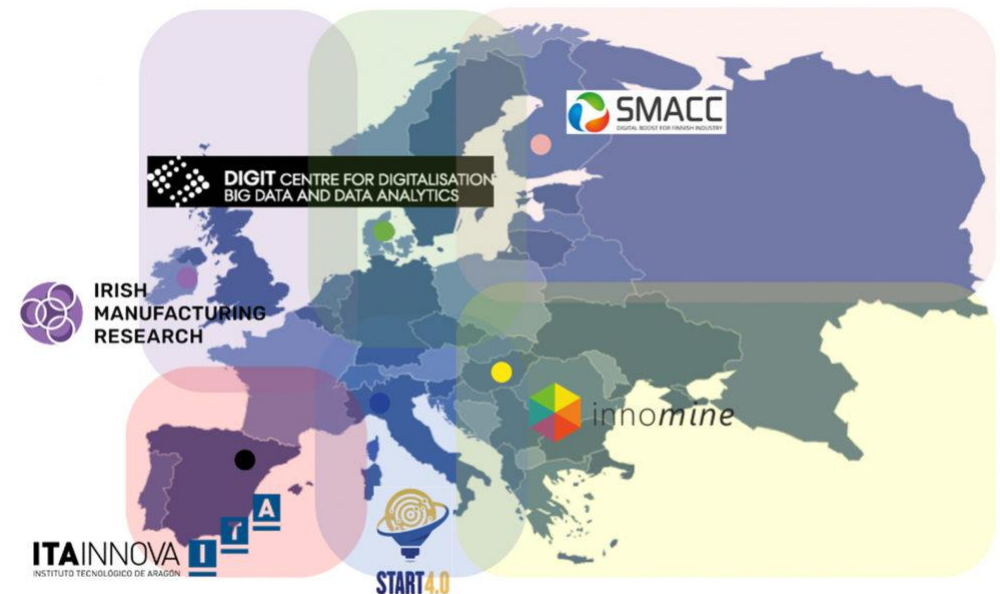 SMACC
DIGITAL BOOST FOR FINNISH INDUSTRY
DIGIT CENTRE FOR DIGITALISATION
BIG DATA AND DATA ANALYTICS
IRISH
MANUFACTURING
RESEARCH
innomine
ITAINNOVA
INSTITUTO TECNOLÓGICO DE ARAGÓN
I T A
START4.0